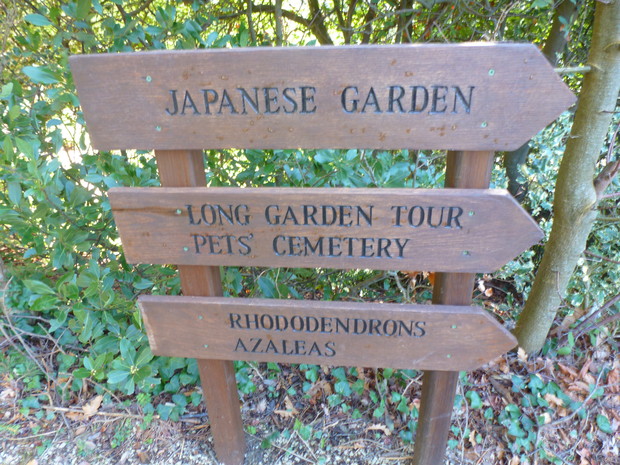 JAPANESE GARDEN
LONG GARDEN TOUR
PETS' CEMETERY
RHODODENDRONS
AZALEAS